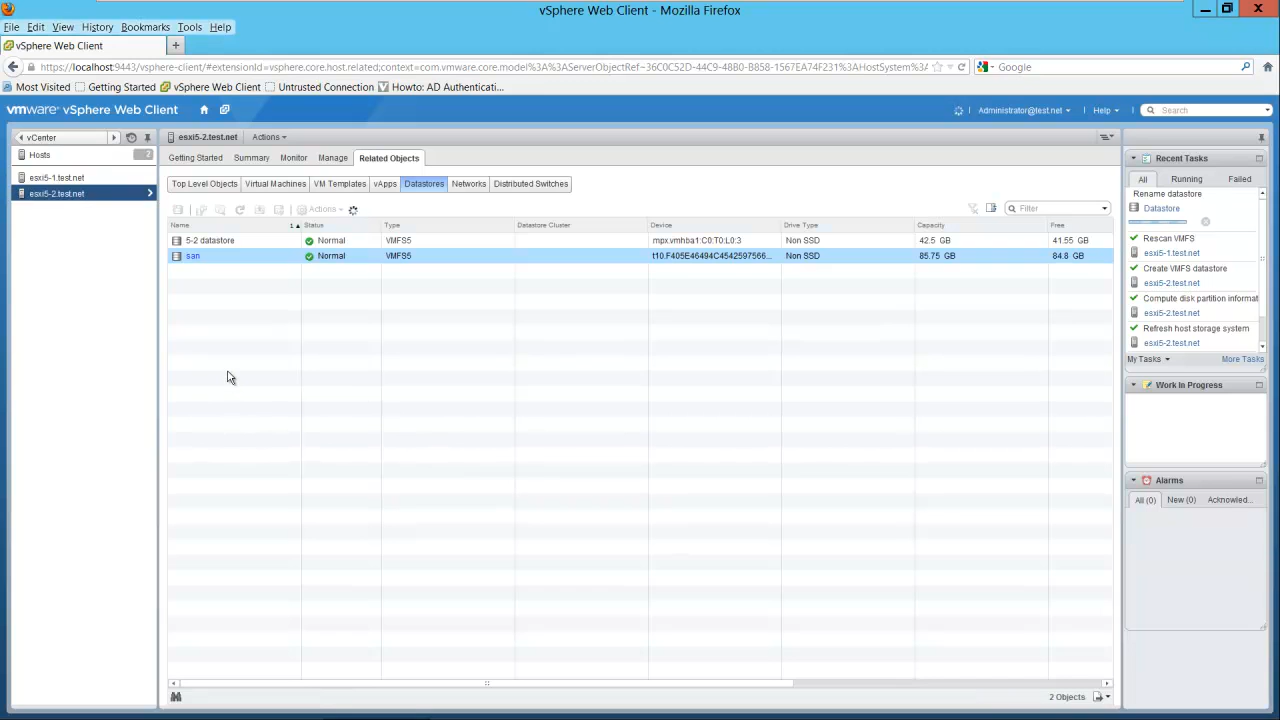 vSphere Web Client - Mozilla Firefox
File Edit View History Bookmarks Tools Help
vSphere Web Client
https://localhost:9443/vsphere-client/#extensionId=vsphere.core.host.related;context=com.vmware.core.model%3A%3AServerObjectRef~36C0C52D-44C9-48B0-B858-1567EA74F231%3AHostSystem%
Google
Most Visited Getting Started vSphere Web Client Untrusted Connection Howto: AD Authenticati...
vmware vSphere Web Client
Administrator@test.net Help Search
vCenter
Hosts 2
esxi5-1.test.net
esxi5-2.test.net
esxi5-2.test.net Actions
Getting Started Summary Monitor Manage Related Objects
Top Level Objects Virtual Machines VM Templates vApps Datastores Networks Distributed Switches
Actions Filter
Name 1 Status Type Datastore Cluster Device Drive Type Capacity Free
5-2 datastore Normal VMFS5 mpx.vmhba1:C0:T0:L0:3 Non SSD 42.5 GB 41.55 GB
san Normal VMFS5 t10.F405E46494C4542597566... Non SSD 85.75 GB 84.8 GB
2 Objects
Recent Tasks
All Running Failed
Rename datastore
Datastore
Rescan VMFS
esxi5-1.test.net
Create VMFS datastore
esxi5-2.test.net
Compute disk partition informat
esxi5-2.test.net
Refresh host storage system
esxi5-2.test.net
My Tasks More Tasks
Work In Progress
Alarms
All (0) New (0) Acknowled...